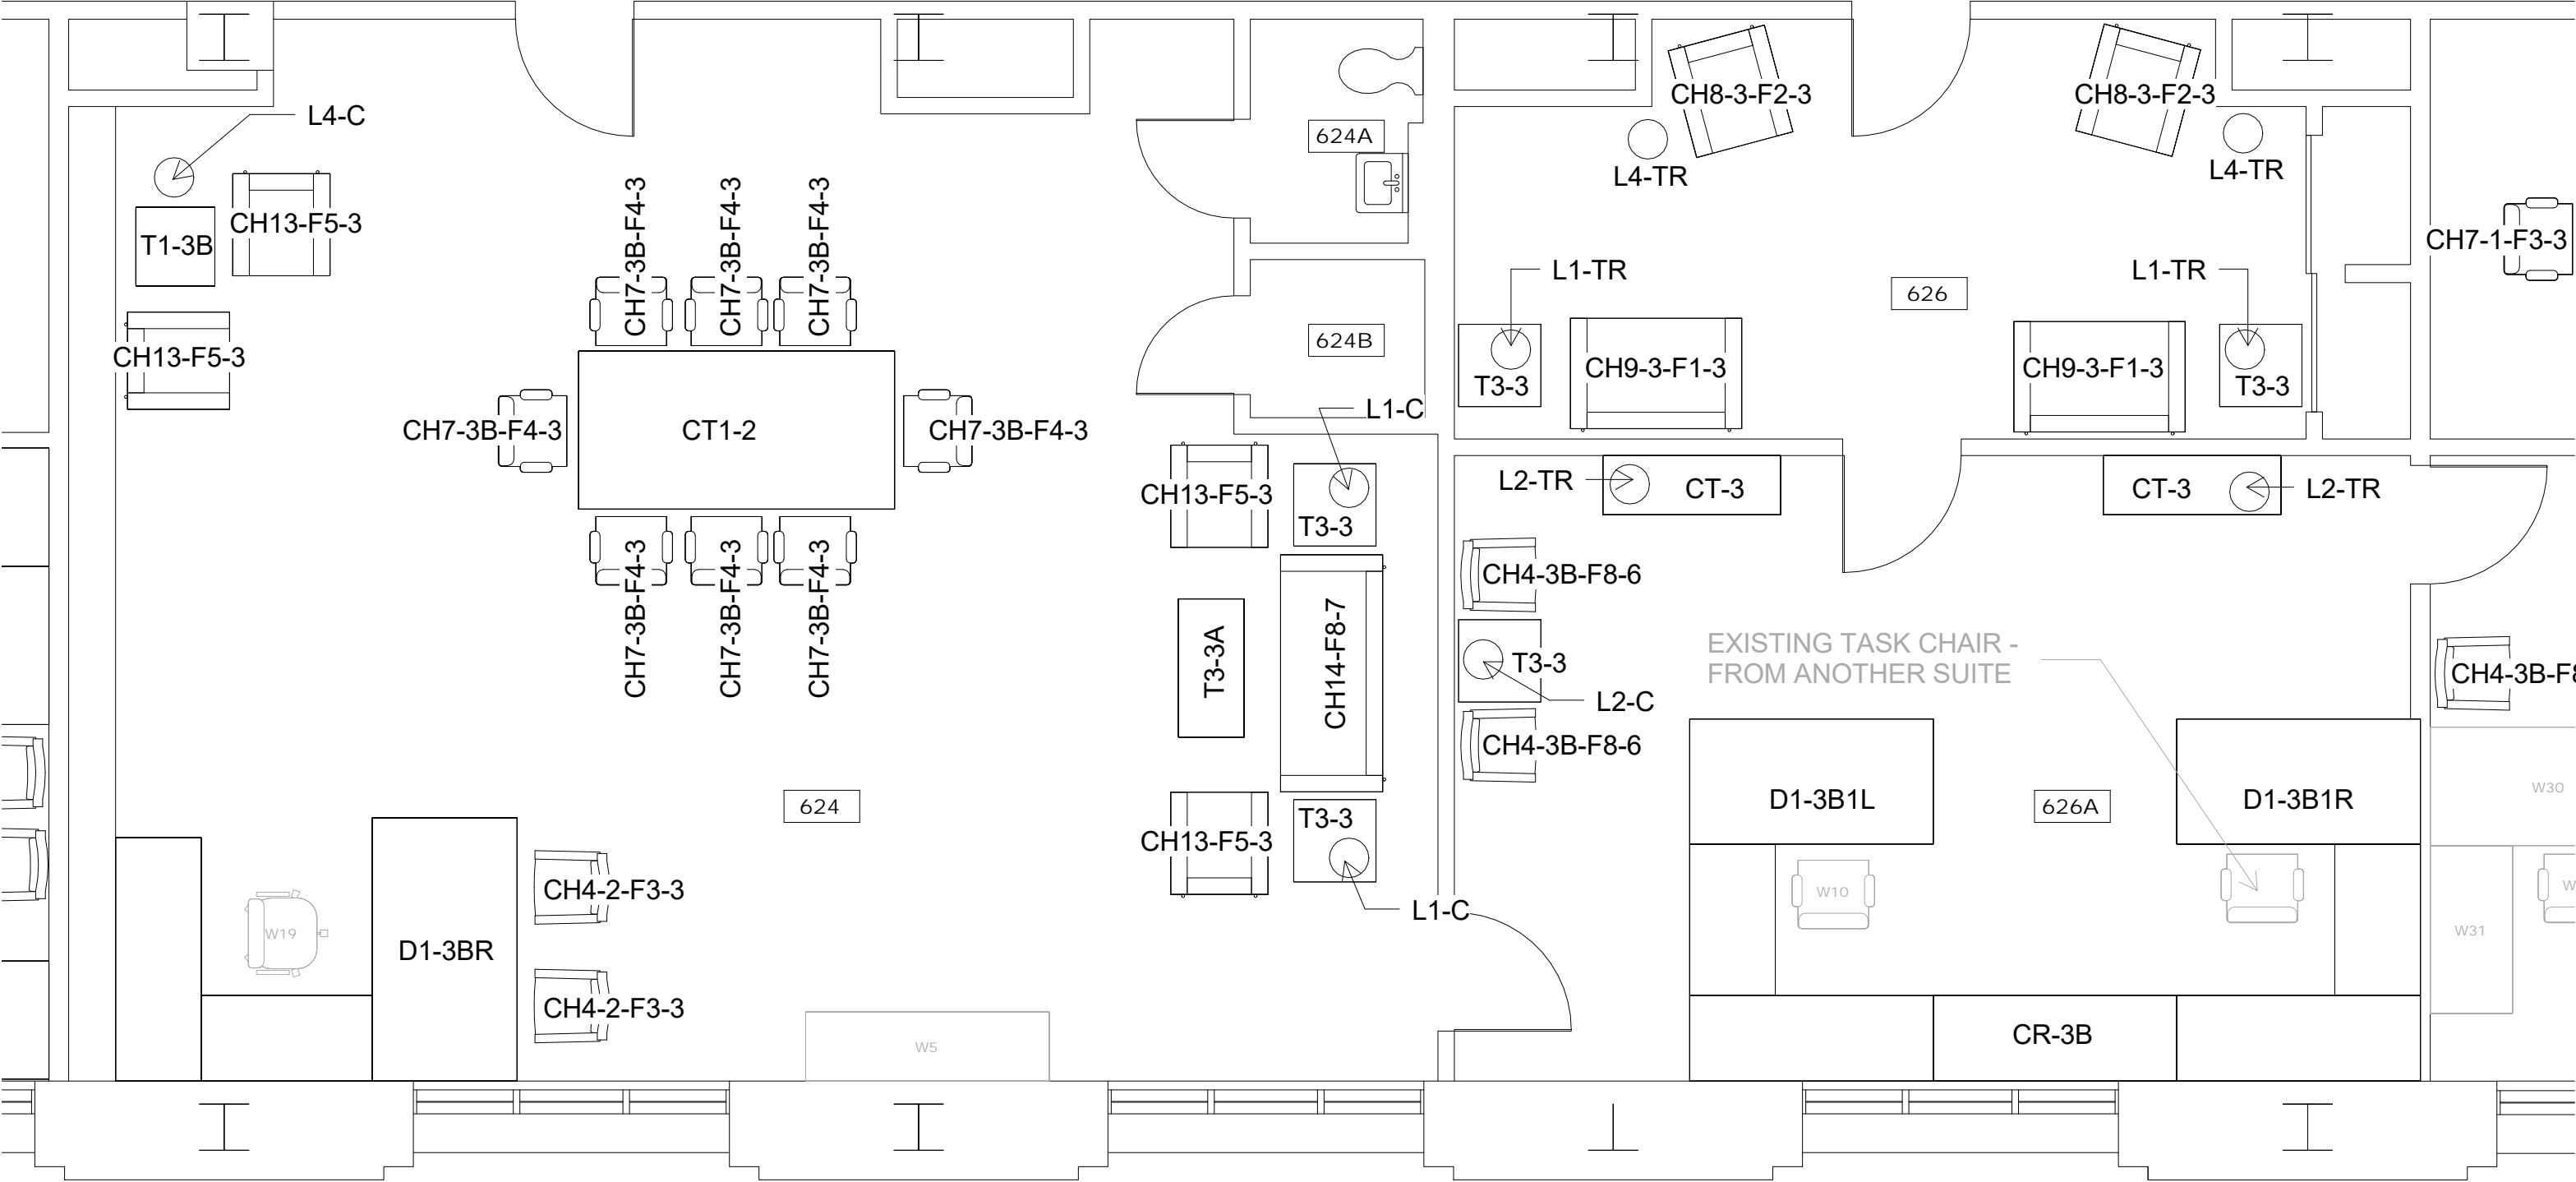 L4-C
CH13-F5-3
T1-3B
CH13-F5-3
CH7-3B-F4-3
CH7-3B-F4-3
CH7-3B-F4-3
CH7-3B-F4-3
CT1-2
CH7-3B-F4-3
CH7-3B-F4-3
CH7-3B-F4-3
CH7-3B-F4-3
624A
624B
L1-C
CH13-F5-3
T3-3
T3-3A
CH14-F8-7
T3-3
CH13-F5-3
L1-C
624
CH4-2-F3-3
CH4-2-F3-3
W19
D1-3BR
W5
CH8-3-F2-3
CH8-3-F2-3
L4-TR
L4-TR
L1-TR
626
L1-TR
T3-3
CH9-3-F1-3
CH9-3-F1-3
T3-3
CH7-1-F3-3
L2-TR
CT-3
CT-3
L2-TR
CH4-3B-F8-6
T3-3
L2-C
CH4-3B-F8-6
EXISTING TASK CHAIR -
FROM ANOTHER SUITE
D1-3B1L
626A
D1-3B1R
W10
CR-3B
CH4-3B-F8
W30
W31
W